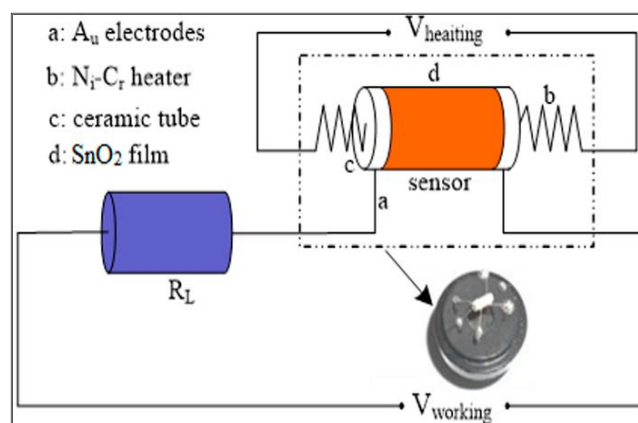 a: Au electrodes
b: Ni-Cr heater
c: ceramic tube
d: SnO2 film
Vheaiting
d
b
c
sensor
a
RL
Vworking